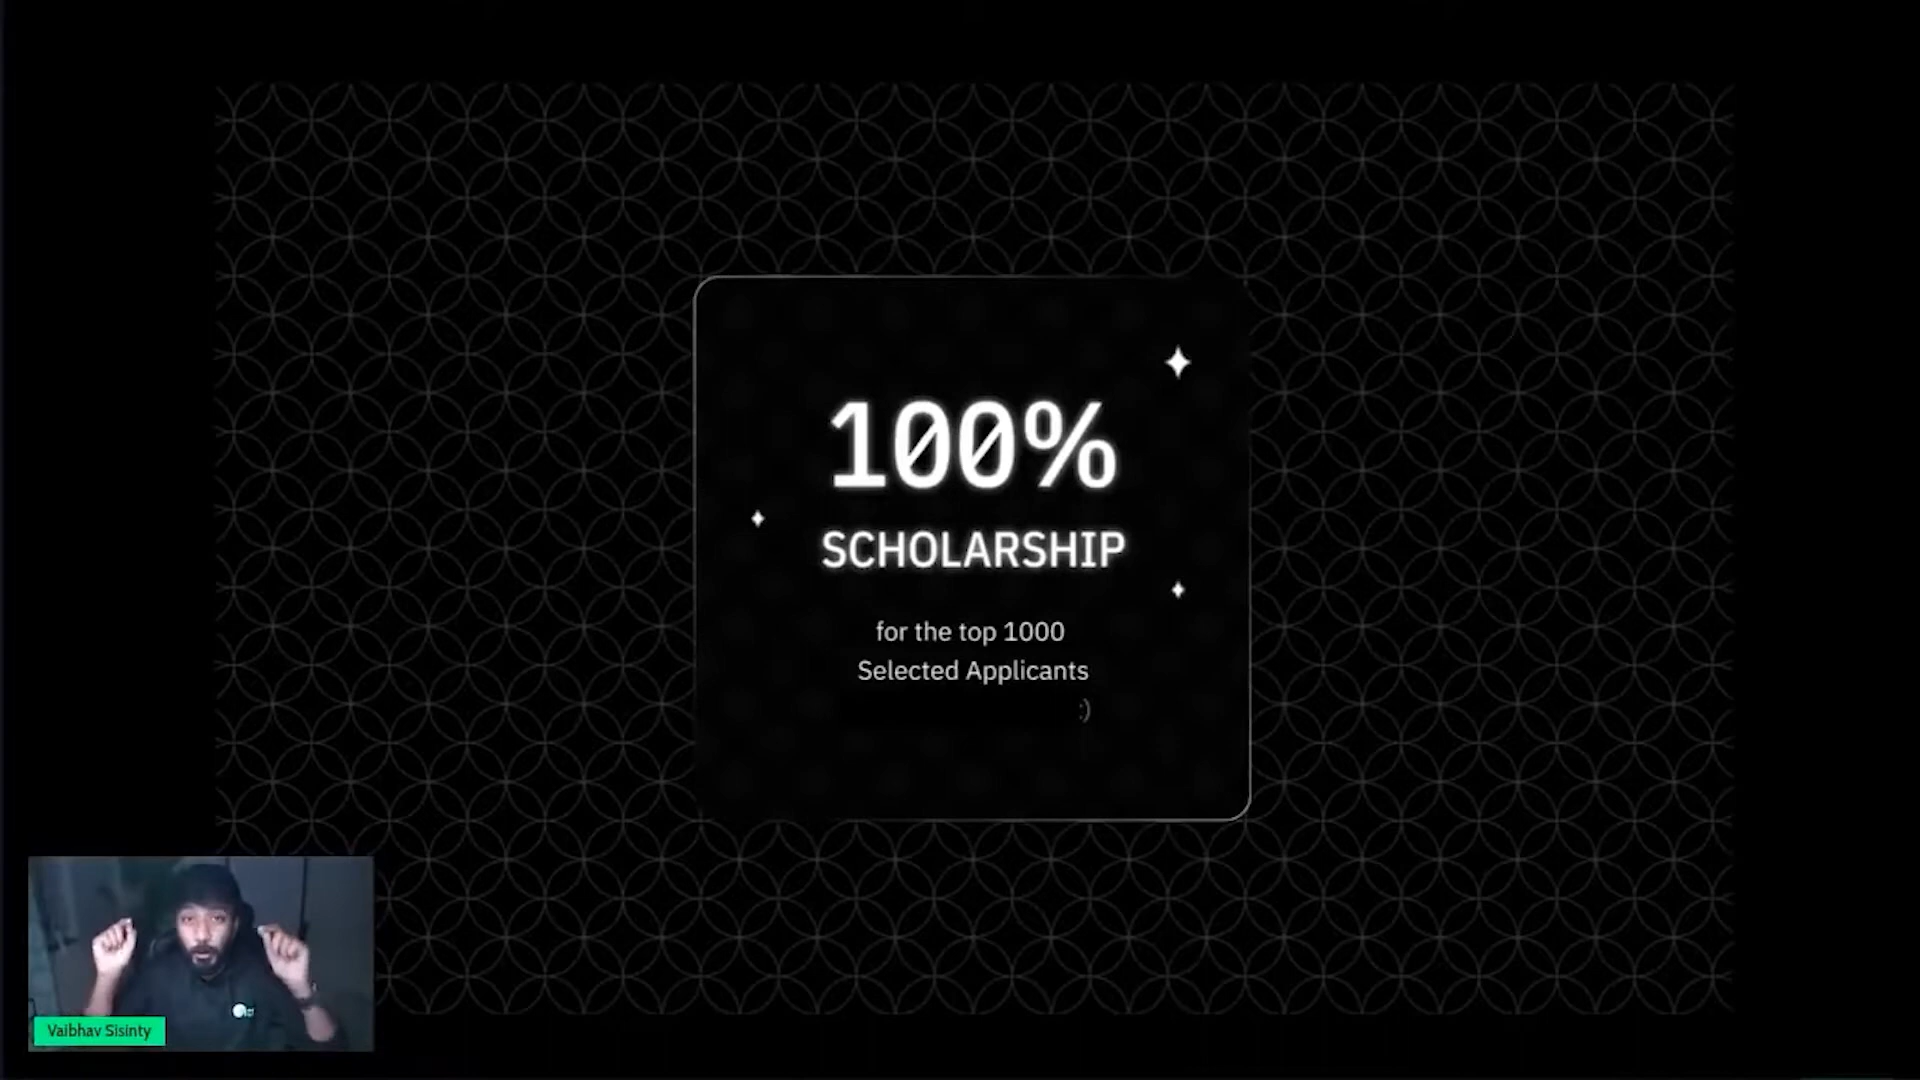 100%
SCHOLARSHIP
for the top 1000
Selected Applicants
:)
Vaibhav Sisinty